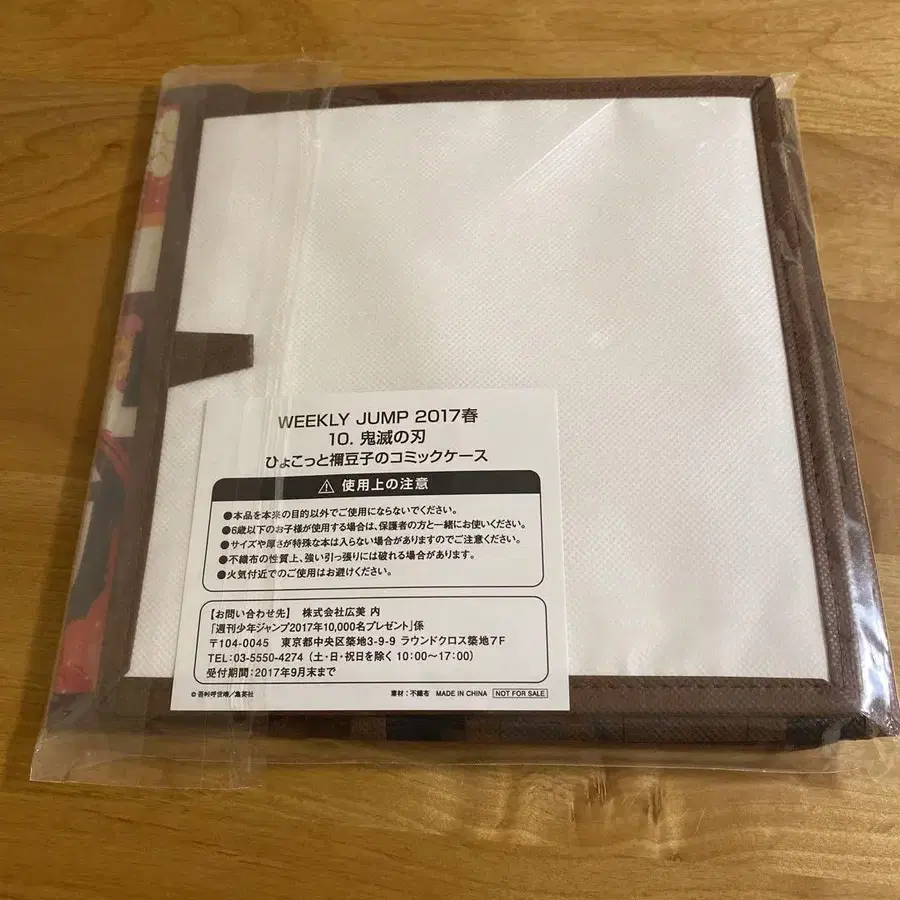 WEEKLY JUMP 2017春
10. 鬼滅の刃
ひょこっと禰豆子のコミックケース
⚠ 使用上の注意
●本品を本来の目的以外でご使用にならないでください。
●6歳以下のお子様が使用する場合は、保護者の方と一緒にお使いください。
●サイズや厚さが特殊な本は入らない場合がありますのでご注意ください。
●不織布の性質上、強い引っ張りには破れる場合があります。
●火気付近でのご使用はお避けください。
【お問い合わせ先】 株式会社広美 内
「週刊少年ジャンプ2017年10,000名プレゼント」係
〒104-0045 東京都中央区築地3-9-9 ラウンドクロス築地7F
TEL:03-5550-4274 (土・日・祝日を除く 10:00〜17:00)
受付期間:2017年9月末まで
© 吾峠呼世晴/集英社 素材:不織布 MADE IN CHINA NOT FOR SALE